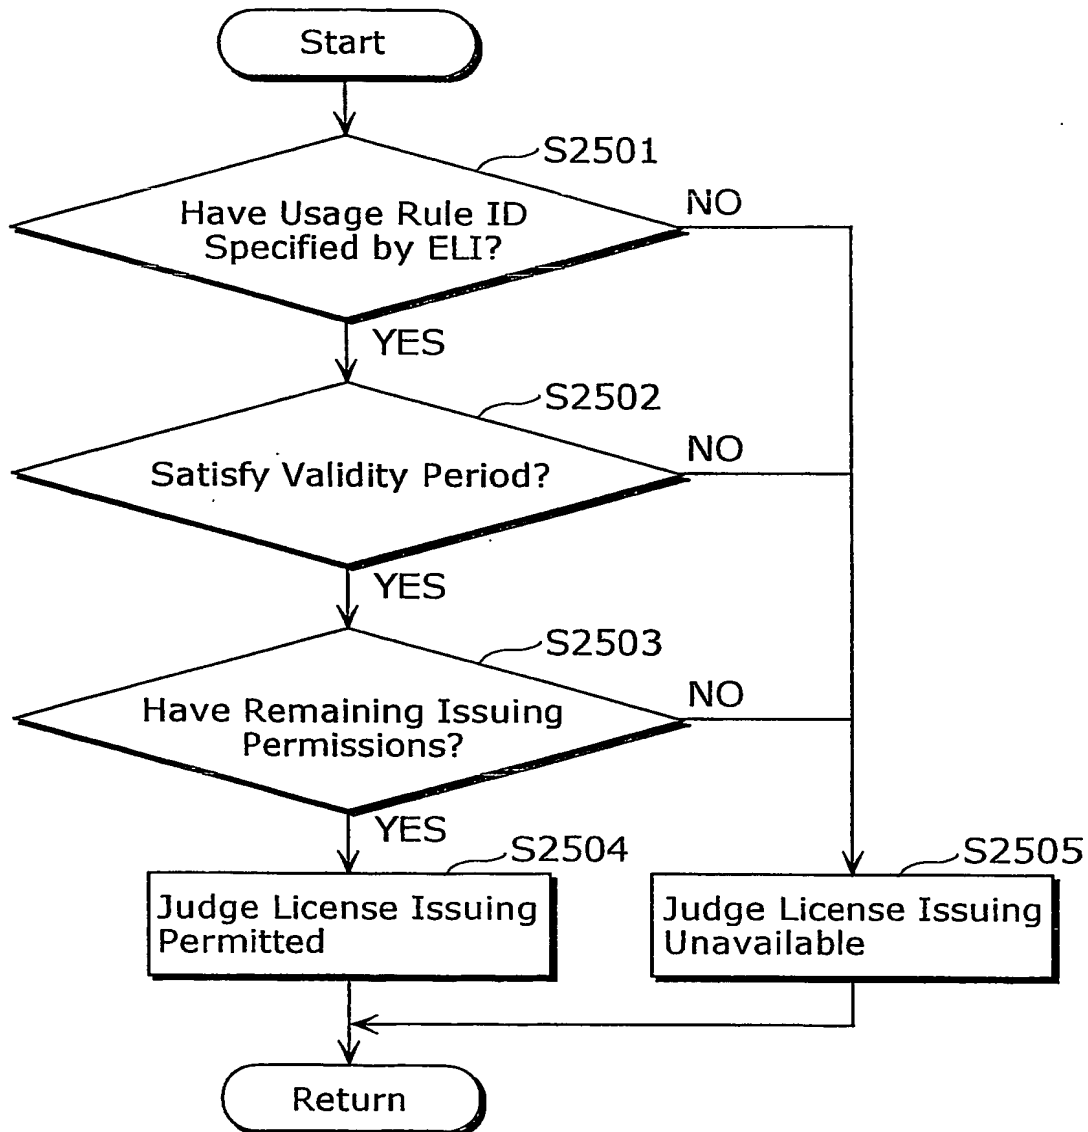 Start
S2501
Have Usage Rule ID
Specified by ELI?
NO
YES
S2502
Satisfy Validity Period?
NO
YES
S2503
Have Remaining Issuing
Permissions?
NO
YES
S2504
Judge License Issuing
Permitted
S2505
Judge License Issuing
Unavailable
Return